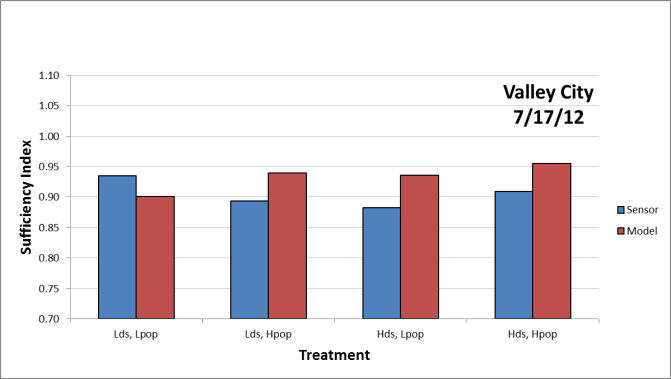 Valley City
7/17/12
Sufficiency Index
1.10
1.05
1.00
0.95
0.90
0.85
0.80
0.75
0.70
Lds, Lpop
Lds, Hpop
Hds, Lpop
Hds, Hpop
Treatment
Sensor
Model